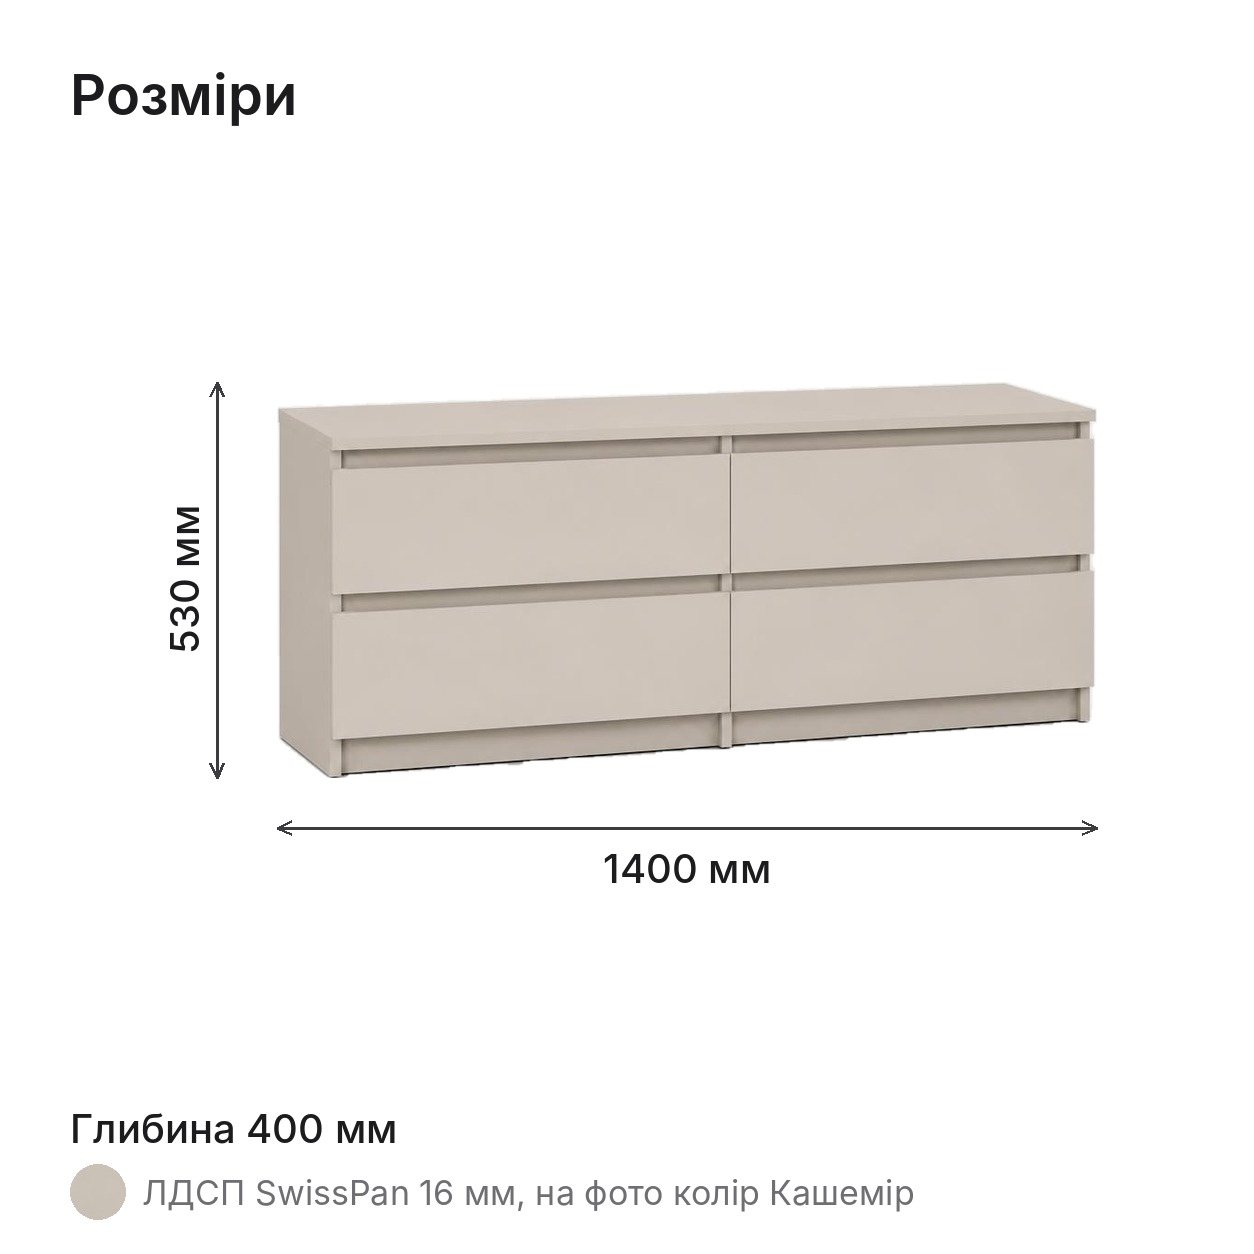 Розміри
530 мм
1400 мм
Глибина 400 мм
ЛДСП SwissPan 16 мм, на фото колір Кашемір